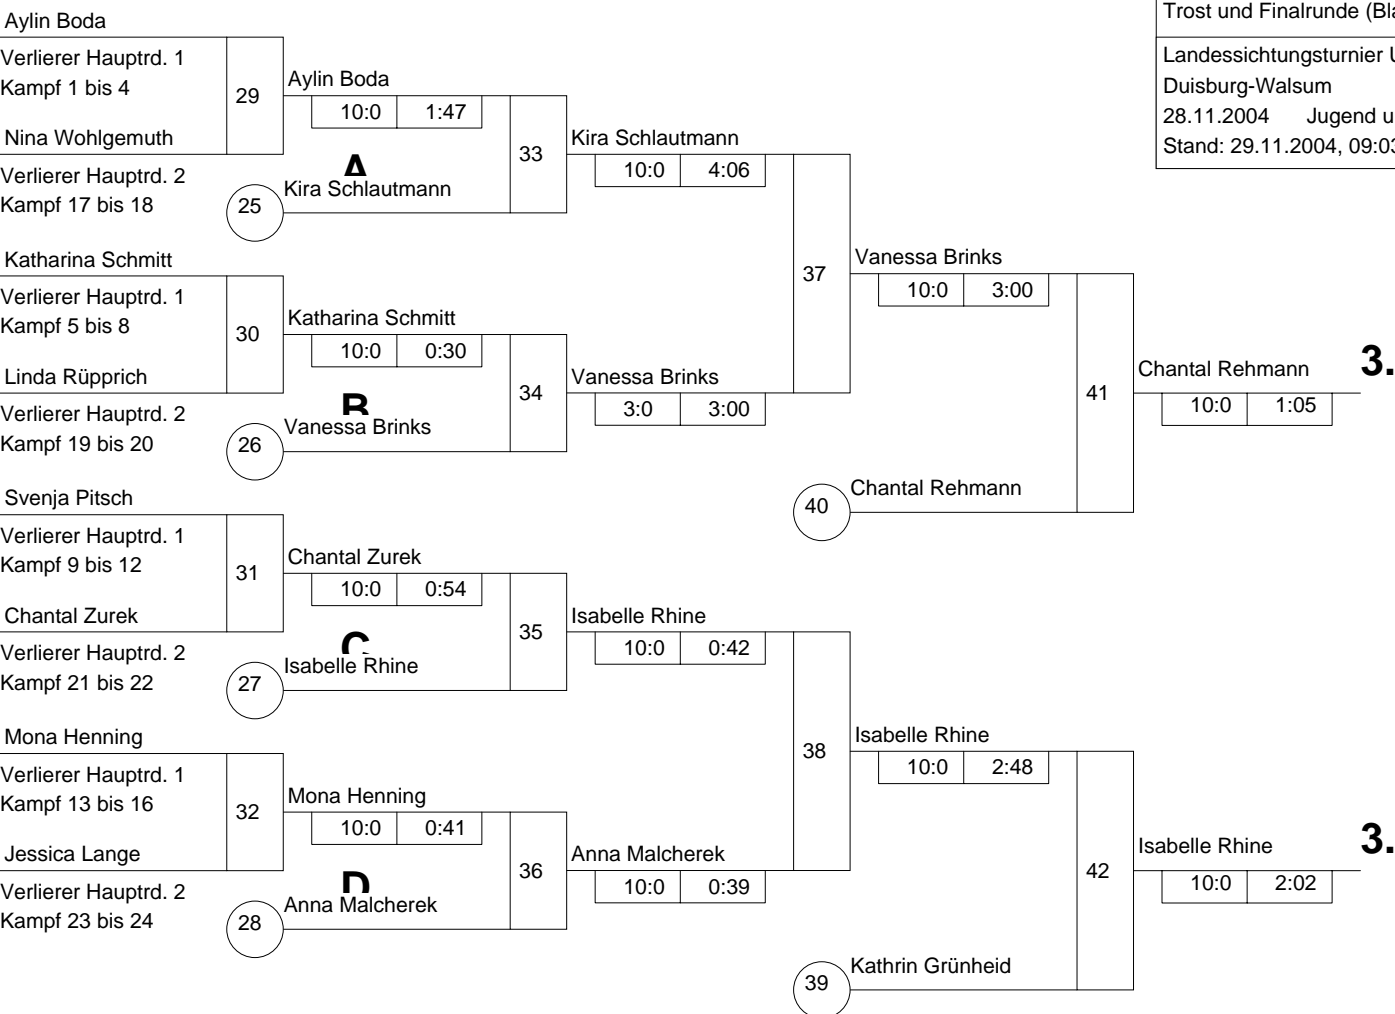 Aylin Boda
Verlierer Hauptrd. 1
Kampf 1 bis 4
29
Nina Wohlgemuth
Aylin Boda
10:0 1:47
A
Verlierer Hauptrd. 2
Kampf 17 bis 18
25
Kira Schlautmann
33
Kira Schlautmann
10:0 4:06
Katharina Schmitt
Verlierer Hauptrd. 1
Kampf 5 bis 8
30
Linda Rüpprich
Katharina Schmitt
10:0 0:30
B
Verlierer Hauptrd. 2
Kampf 19 bis 20
26
Vanessa Brinks
34
Vanessa Brinks
3:0 3:00
37
Vanessa Brinks
10:0 3:00
40
Chantal Rehmann
41
Chantal Rehmann
10:0 1:05
3.
Svenja Pitsch
Verlierer Hauptrd. 1
Kampf 9 bis 12
31
Chantal Zurek
Chantal Zurek
10:0 0:54
C
Verlierer Hauptrd. 2
Kampf 21 bis 22
27
Isabelle Rhine
35
Isabelle Rhine
10:0 0:42
Mona Henning
Verlierer Hauptrd. 1
Kampf 13 bis 16
32
Jessica Lange
Mona Henning
10:0 0:41
D
Verlierer Hauptrd. 2
Kampf 23 bis 24
28
Anna Malcherek
36
Anna Malcherek
10:0 0:39
38
Isabelle Rhine
10:0 2:48
39
Kathrin Grünheid
42
Isabelle Rhine
10:0 2:02
3.
Trost und Finalrunde
Landessichtungsturnier
Duisburg-Walsum
28.11.2004 Jugend
Stand: 29.11.2004,